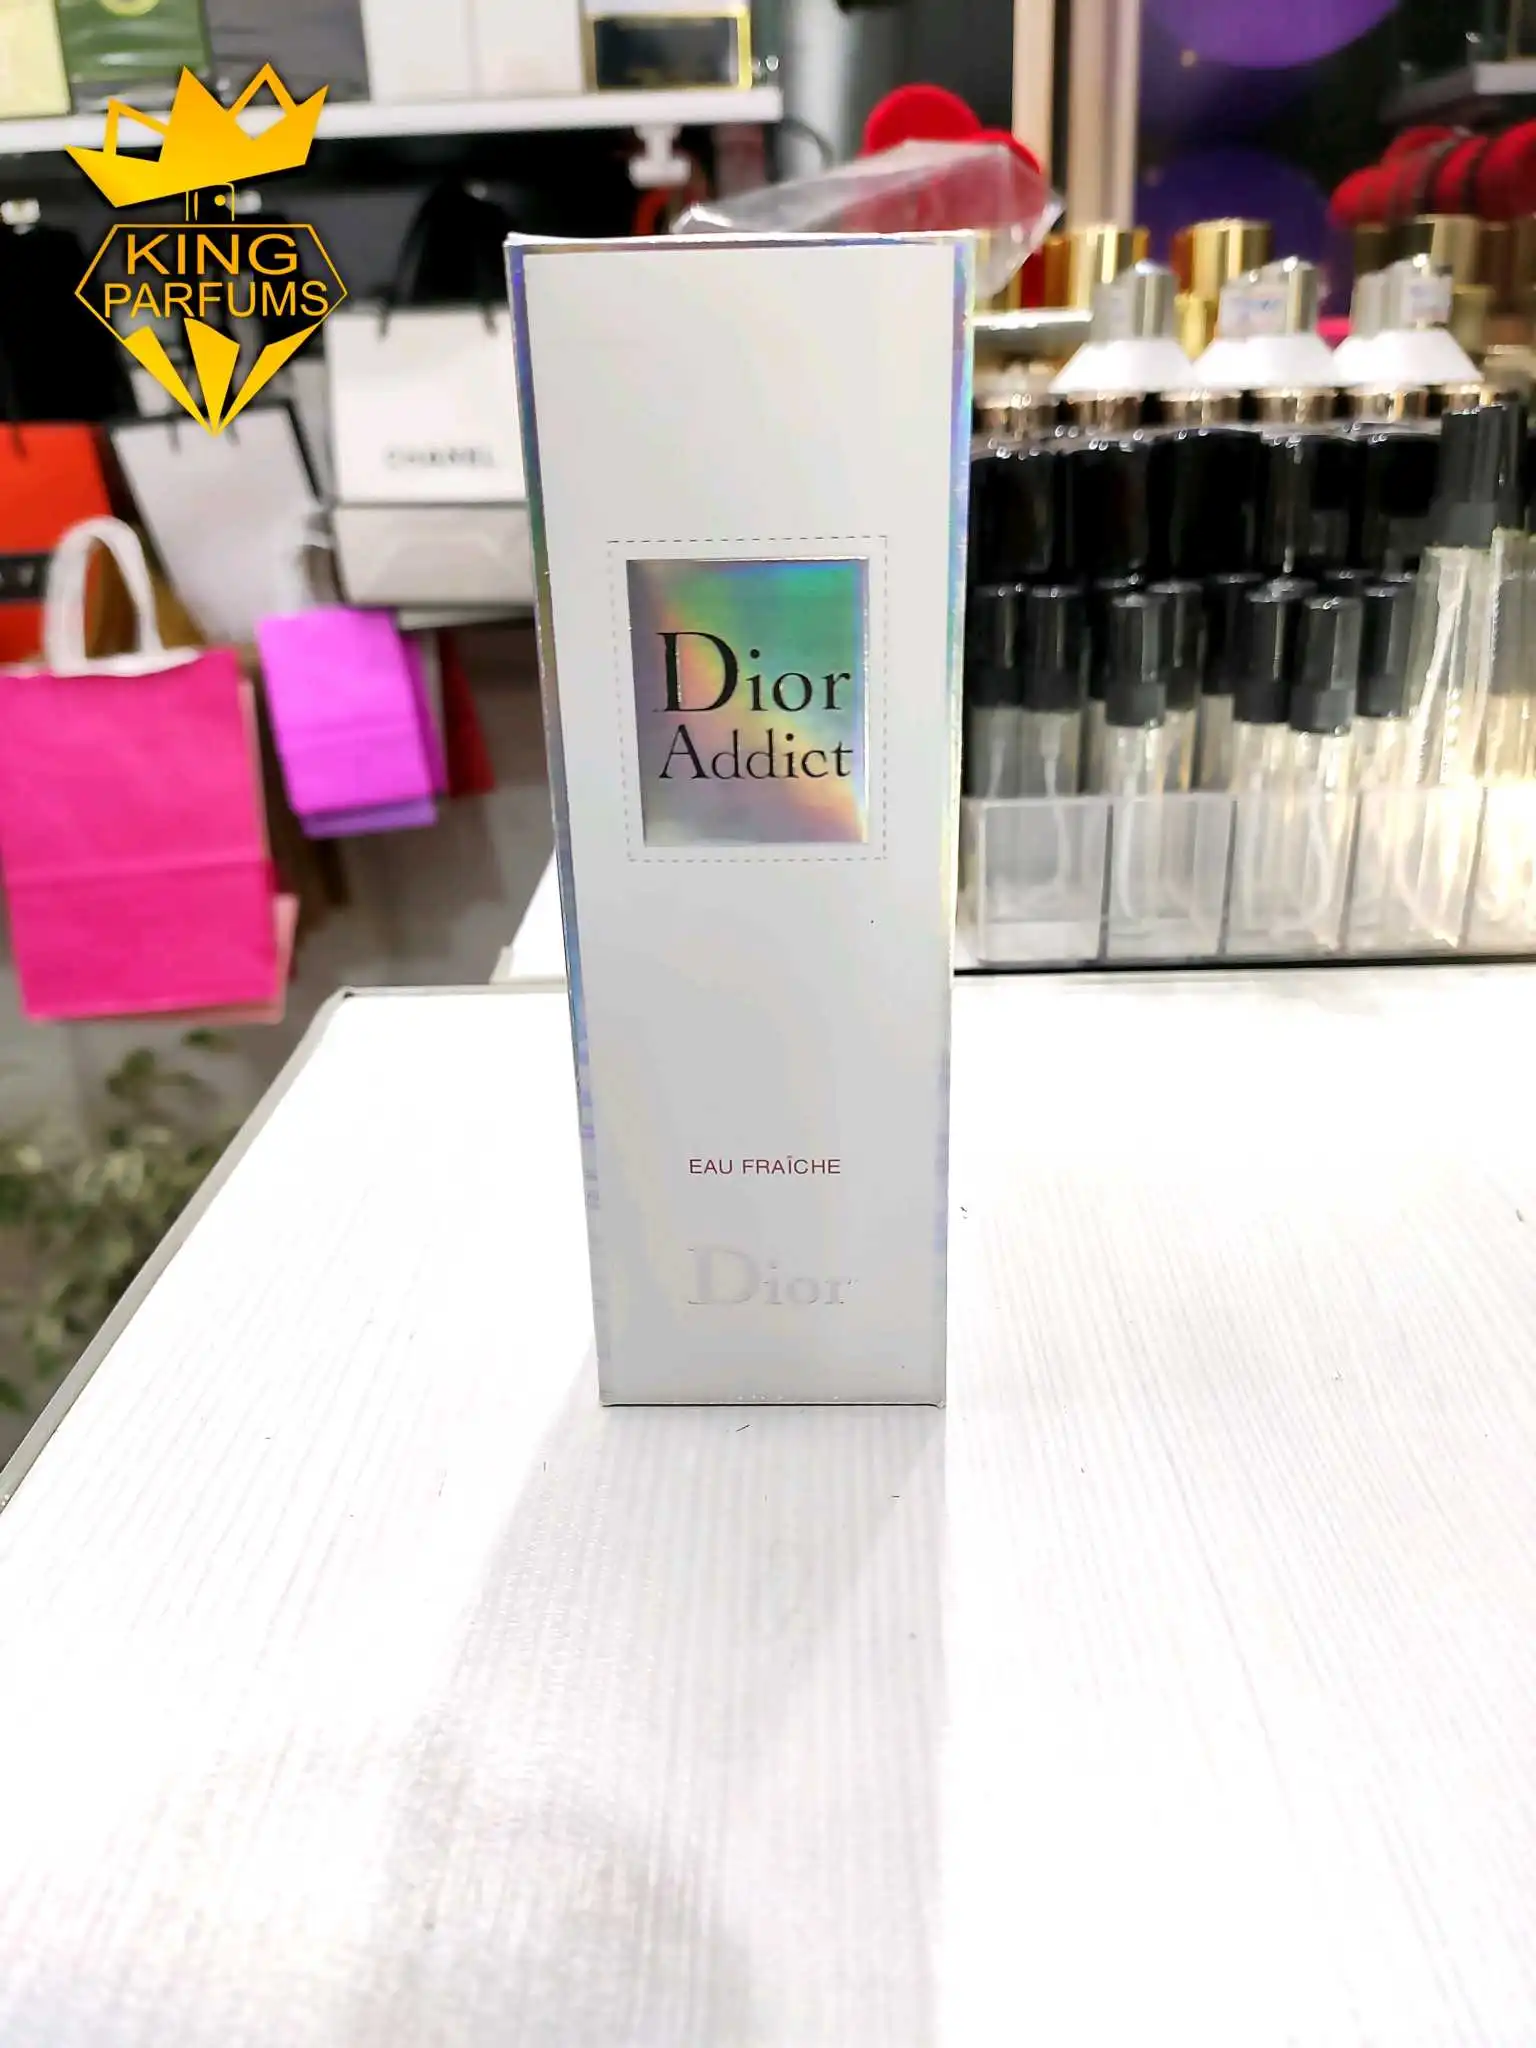 KING
PARFUMS
CHANEL
Dior
Addict
EAU FRAÎCHE
Dior